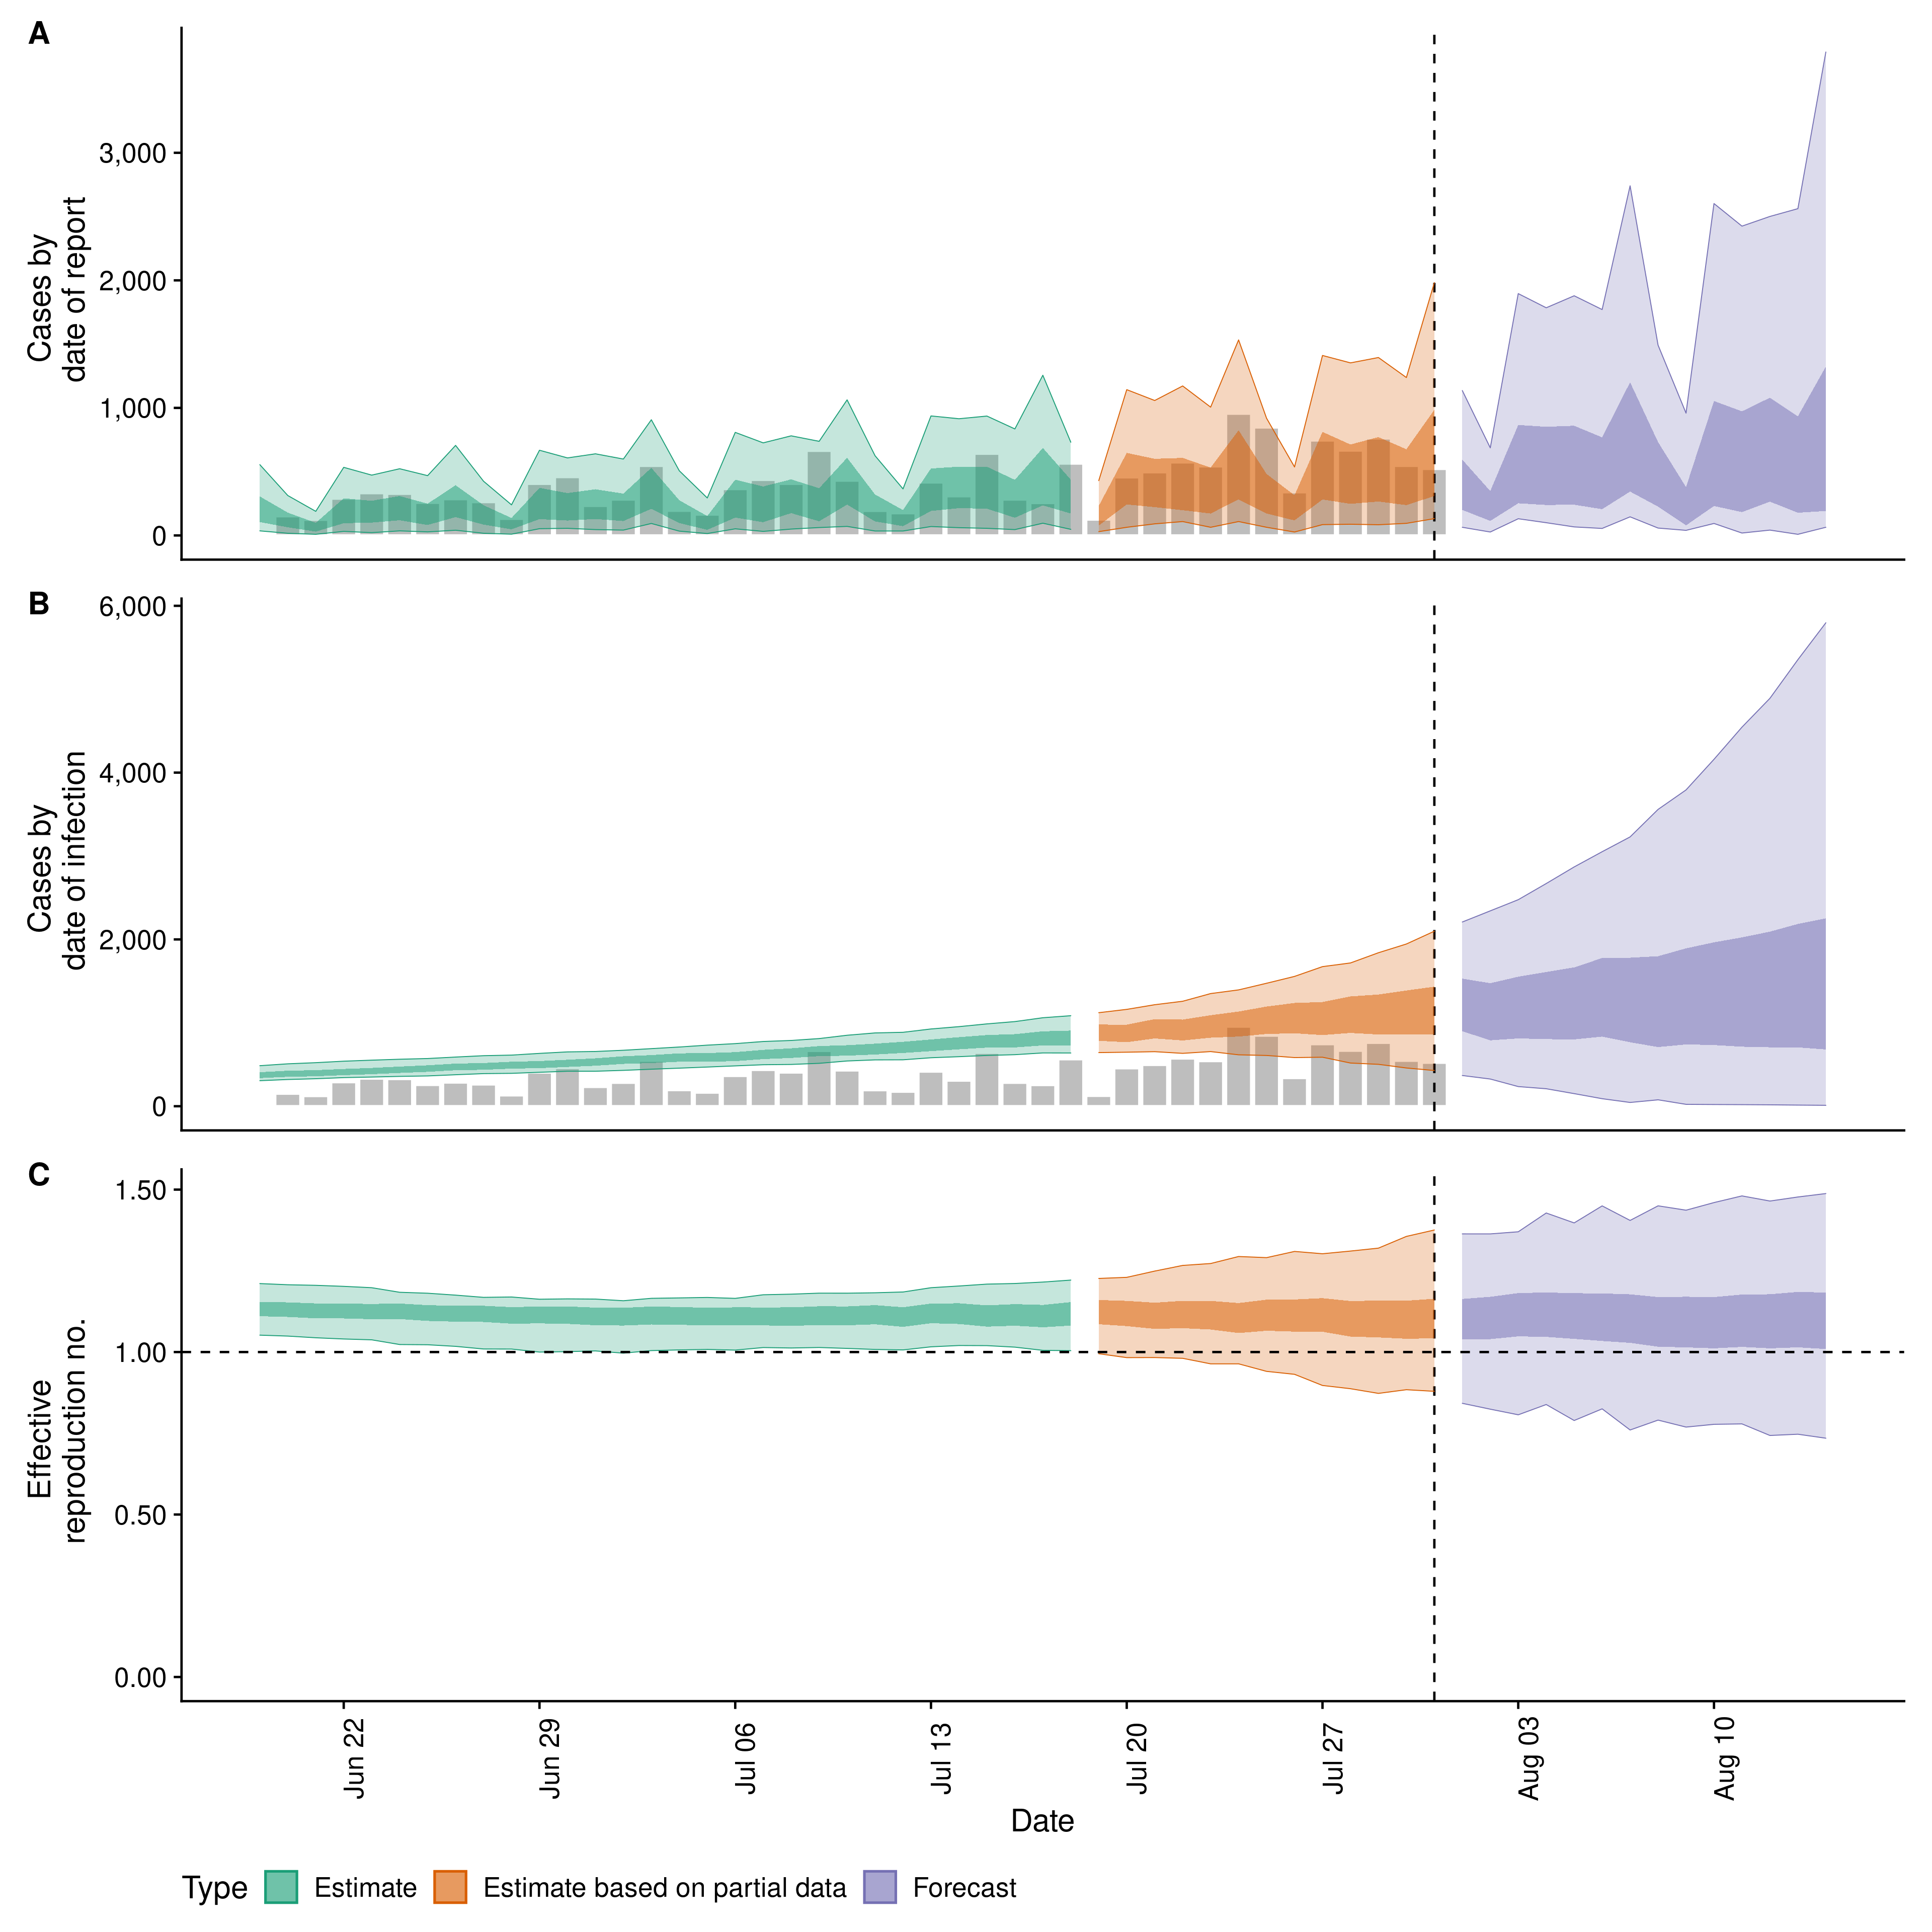 A
Cases by
date of report
3,000
2,000
1,000
0
B
Cases by
date of infection
6,000
4,000
2,000
0
C
Effective
reproduction no.
1.50
1.00
0.50
0.00
Jun 22
Jun 29
Jul 06
Jul 13
Jul 20
Jul 27
Aug 03
Aug 10
Date
Type Estimate Estimate based on partial data Forecast